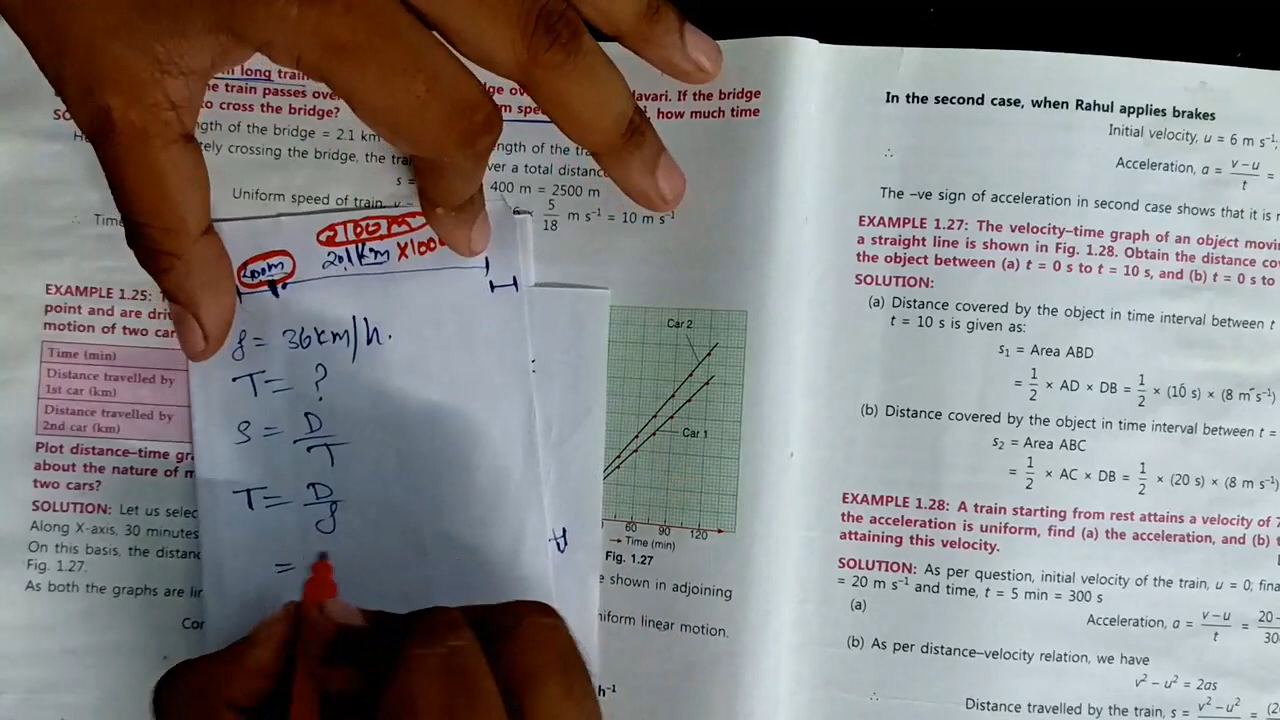 long train
e train passes ove
to cross the bridge?
ngth of the bridge = 2.1 km
ngth of the tra
tely crossing the bridge, the trai
ver a total distance
400 m = 2500 m
Uniform speed of train,
5/18 m s⁻¹ = 10 m s⁻¹
∴ Time
lavari. If the bridge
, how much time
2100m
2.1km ×100
400m
S = 36km/h.
T = ?
S = D/T
T = D/S
=
EXAMPLE 1.25:
point and are dri
motion of two car
Time (min)
Distance travelled by
1st car (km)
Distance travelled by
2nd car (km)
Plot distance–time gr
about the nature of m
two cars?
SOLUTION: Let us selec
Along X-axis, 30 minutes
On this basis, the distanc
Fig. 1.27.
As both the graphs are lin
Car 2
Car 1
60 90 120
→ Time (min)
Fig. 1.27
e shown in adjoining
niform linear motion.
h⁻¹
In the second case, when Rahul applies brakes
Initial velocity, u = 6 m s⁻¹,
∴ Acceleration, a = (v – u)/t =
The –ve sign of acceleration in second case shows that it is
EXAMPLE 1.27: The velocity–time graph of an object movi
a straight line is shown in Fig. 1.28. Obtain the distance co
the object between (a) t = 0 s to t = 10 s, and (b) t = 0 s to
SOLUTION:
(a) Distance covered by the object in time interval between t
t = 10 s is given as:
s₁ = Area ABD
= 1/2 × AD × DB = 1/2 × (10 s) × (8 m s⁻¹)
(b) Distance covered by the object in time interval between t =
s₂ = Area ABC
= 1/2 × AC × DB = 1/2 × (20 s) × (8 m s⁻¹)
EXAMPLE 1.28: A train starting from rest attains a velocity of
the acceleration is uniform, find (a) the acceleration, and (b)
attaining this velocity.
SOLUTION: As per question, initial velocity of the train, u = 0; fina
= 20 m s⁻¹ and time, t = 5 min = 300 s
(a) Acceleration, a = (v – u)/t = 20 –/30
(b) As per distance–velocity relation, we have
v² – u² = 2as
∴ Distance travelled by the train, s = (v² – u²)/ = (2